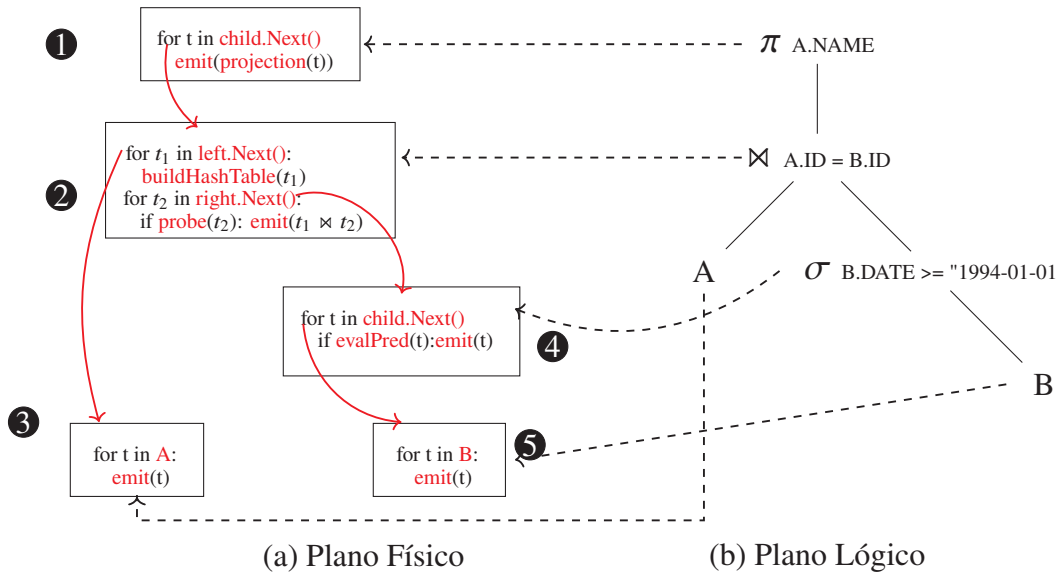 1
for t in child.Next()
emit(projection(t))
π A.NAME
2
for t₁ in left.Next():
buildHashTable(t₁)
for t₂ in right.Next():
if probe(t₂): emit(t₁ ⋈ t₂)
⋈ A.ID = B.ID
A
σ B.DATE >= "1994-01-01
for t in child.Next()
if evalPred(t):emit(t)
4
B
3
for t in A:
emit(t)
for t in B:
emit(t)
5
(a) Plano Físico
(b) Plano Lógico